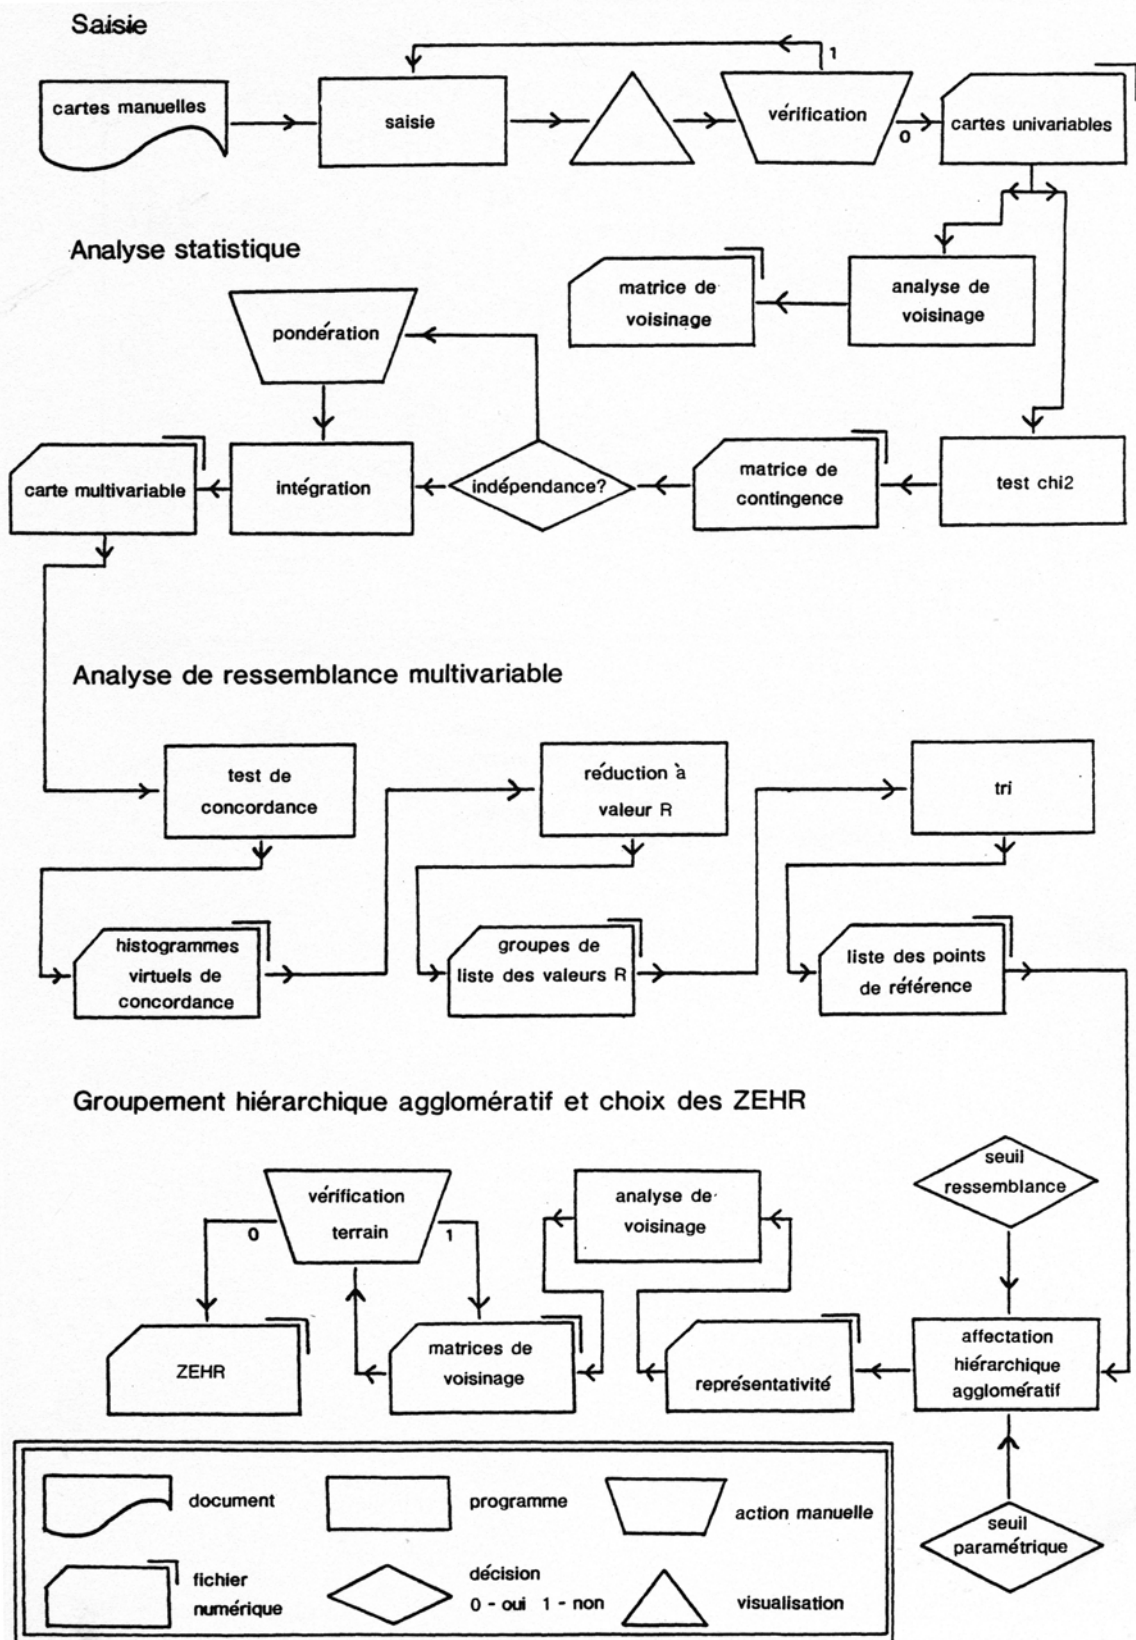 Saisie
cartes manuelles
saisie
1
vérification
0
cartes univariables
Analyse statistique
pondération
matrice de
voisinage
analyse de
voisinage
carte multivariable
intégration
indépendance?
matrice de
contingence
test chi2
Analyse de ressemblance multivariable
test de
concordance
réduction à
valeur R
tri
histogrammes
virtuels de
concordance
groupes de
liste des valeurs R
liste des points
de référence
Groupement hiérarchique agglomératif et choix des ZEHR
vérification
terrain
0
1
analyse de
voisinage
seuil
ressemblance
ZEHR
matrices de
voisinage
représentativité
affectation
hiérarchique
agglomératif
seuil
paramétrique
document
programme
action manuelle
fichier
numérique
décision
0 - oui 1 - non
visualisation